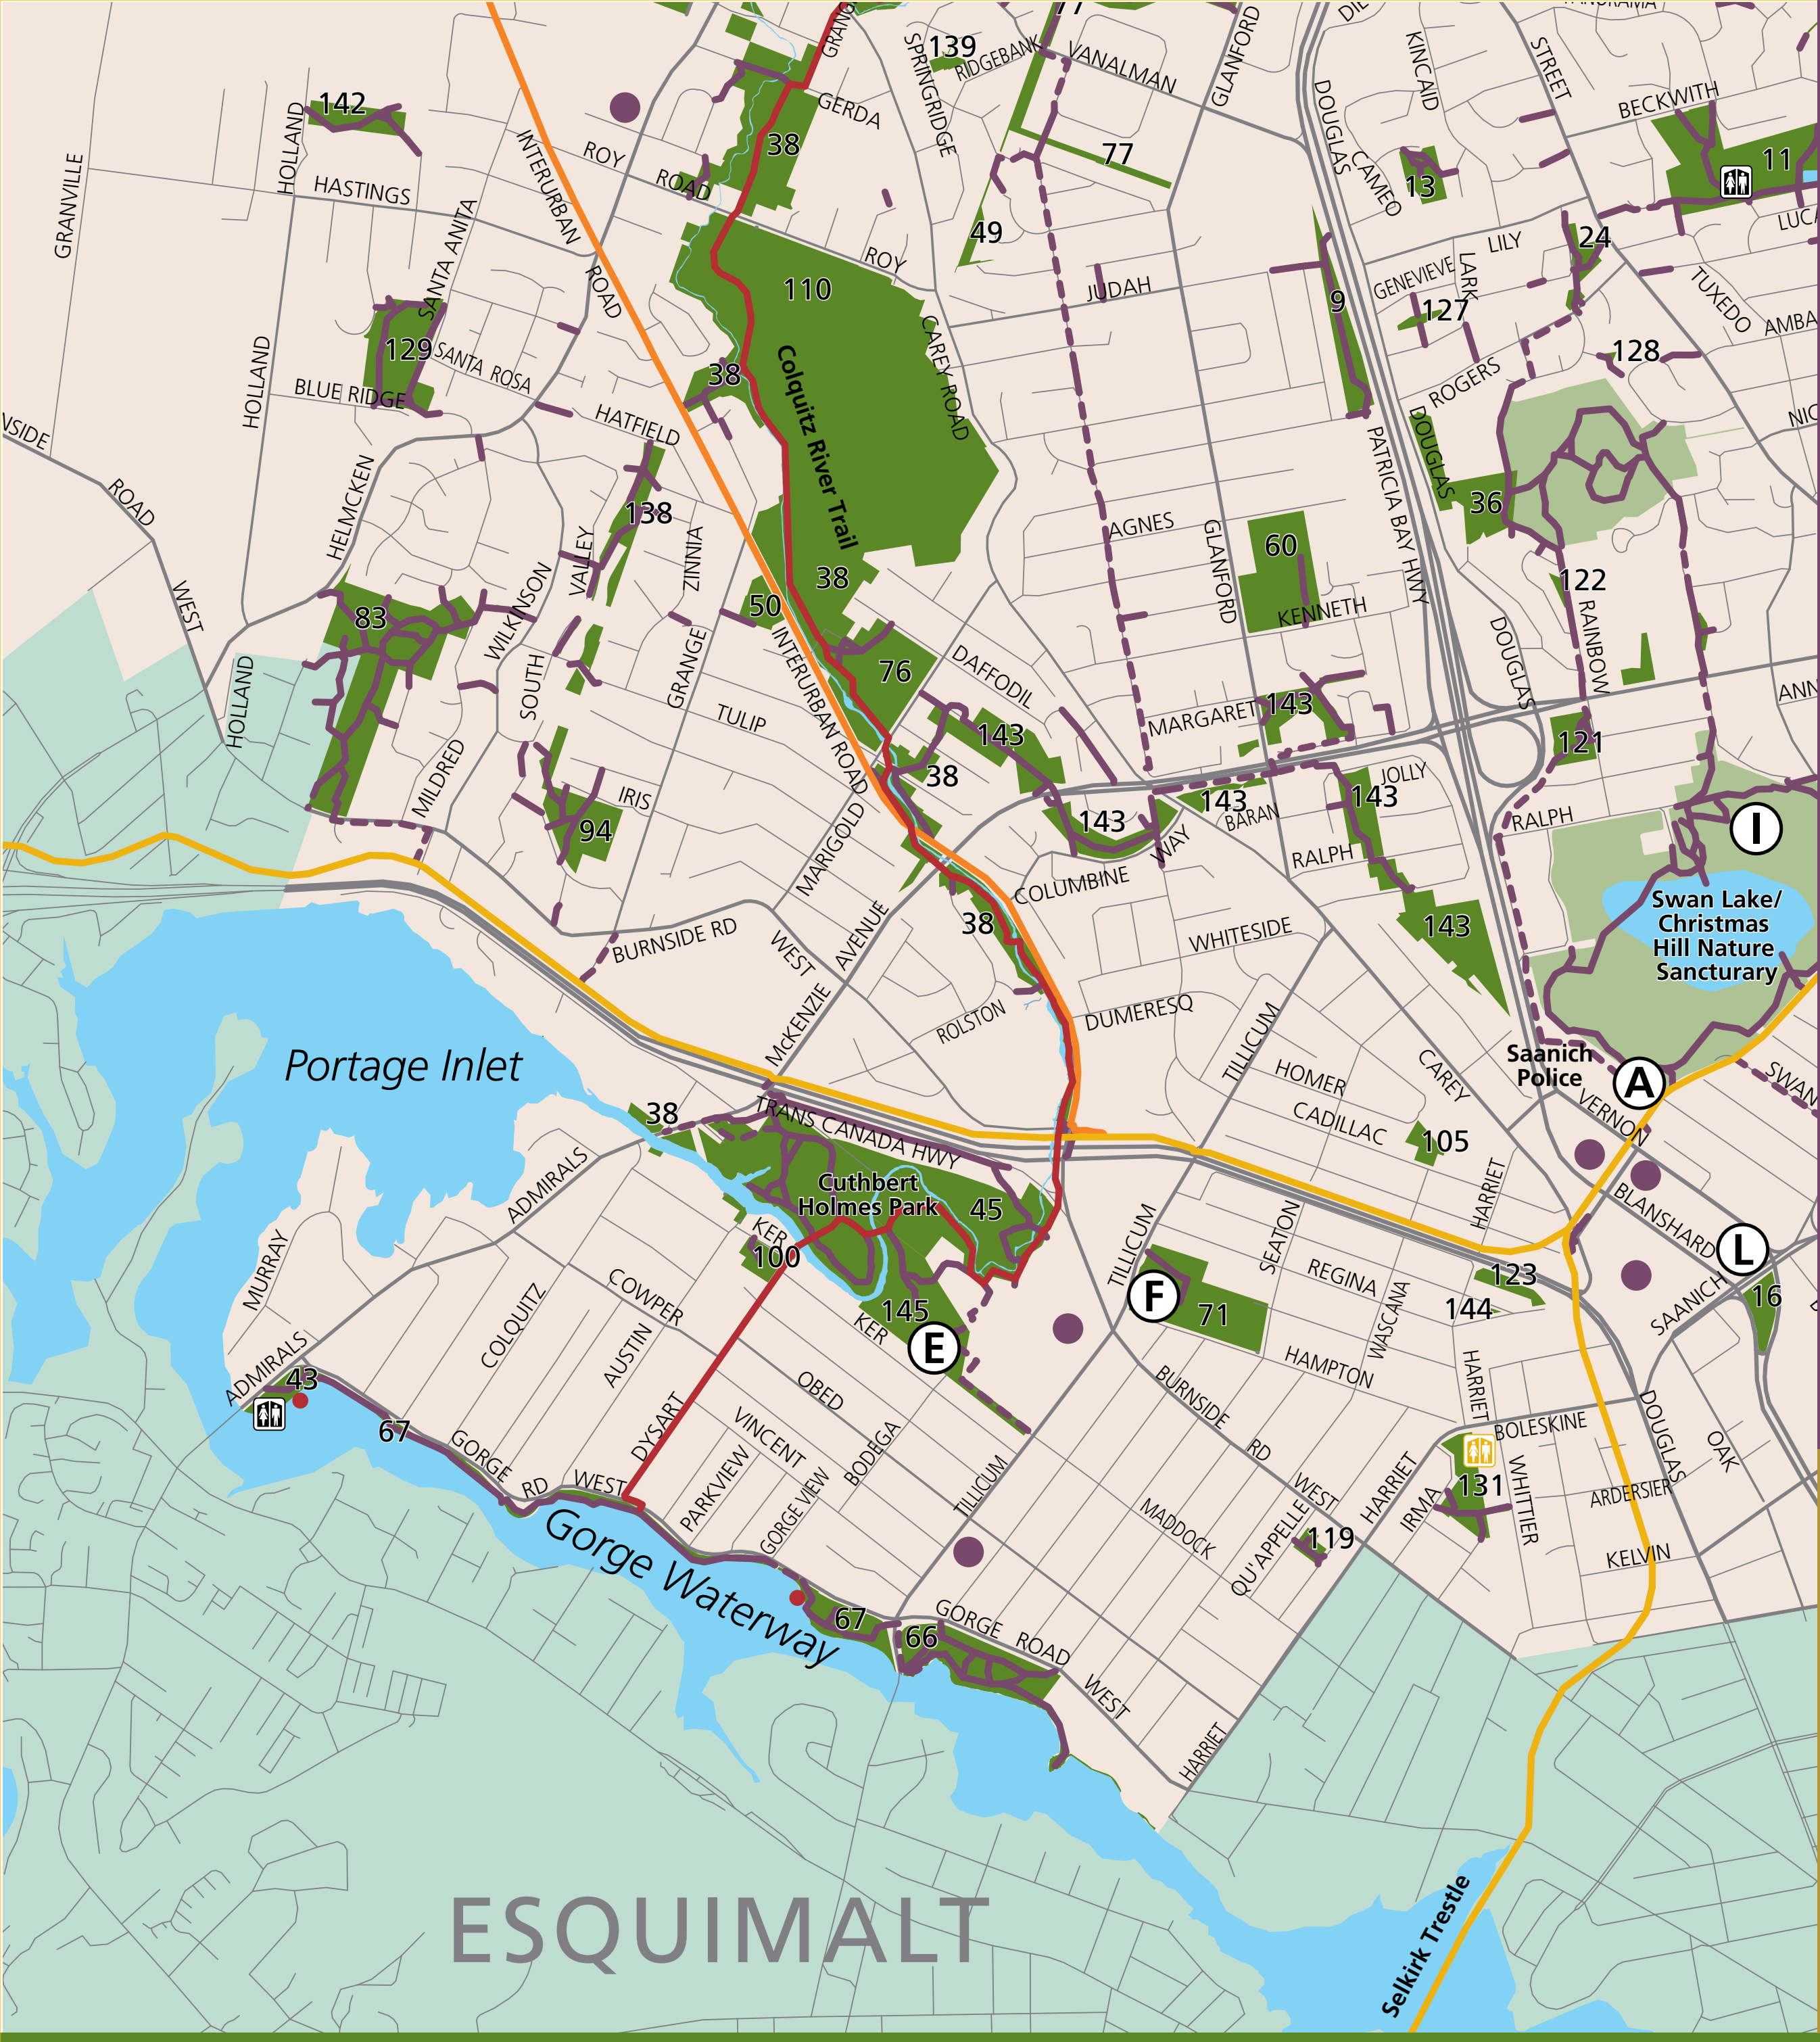 77
GRANG
SPRINGRIDGE
139
RIDGEBANK
VANALMAN
GLANFORD
DOUGLAS
KINCAID
STREET
BECKWITH
142
HOLLAND
GRANVILLE
HASTINGS
SANTA ANITA
INTERURBAN
ROAD
ROY
ROAD
38
GERDA
77
49
ROY
110
JUDAH
CAMEO
13
11
LUCA
LILY
LARK
24
GENEVIEVE
127
9
TUXEDO
AMBA
128
ROGERS
NIC
129
SANTA ROSA
BLUE RIDGE
HOLLAND
HATFIELD
38
Colquitz River Trail
CAREY ROAD
NSIDE
ROAD
WEST
HELMCKEN
138
VALLEY
ZINNIA
WILKINSON
AGNES
GLANFORD
60
KENNETH
PATRICIA BAY HWY
DOUGLAS
36
122
RAINBOW
DOUGLAS
83
HOLLAND
SOUTH
GRANGE
50
38
INTERURBAN ROAD
76
DAFFODIL
TULIP
MILDRED
IRIS
94
MARIGOLD
38
143
143
MARGARET
143
143
BARAN
WAY
JOLLY
143
RALPH
121
ANN
RALPH
I
COLUMBINE
38
WHITESIDE
143
Swan Lake/
Christmas
Hill Nature
Sancturary
BURNSIDE RD
WEST
AVENUE
McKENZIE
ROLSTON
DUMERESQ
TILLICUM
Portage Inlet
HOMER
CADILLAC
CAREY
105
Saanich
Police
A
SWAN
VERNON
38
TRANS CANADA HWY
ADMIRALS
Cuthbert
Holmes Park
45
KER
100
145
KER
E
TILLICUM
F
71
SEATON
REGINA
WASCANA
HARRIET
123
144
BLANSHARD
L
SAANICH
16
MURRAY
COLQUITZ
COWPER
AUSTIN
ADMIRALS
43
67
GORGE
RD
WEST
DYSART
OBED
VINCENT
BODEGA
PARKVIEW
GORGE VIEW
HAMPTON
BURNSIDE
RD
WEST
HARRIET
BOLESKINE
DOUGLAS
OAK
131
IRMA
WHITTIER
ARDERSIER
KELVIN
HARRIET
119
QU'APPELLE
MADDOCK
TILLICUM
Gorge Waterway
67
66
GORGE
ROAD
WEST
HARRIET
ESQUIMALT
Selkirk Trestle